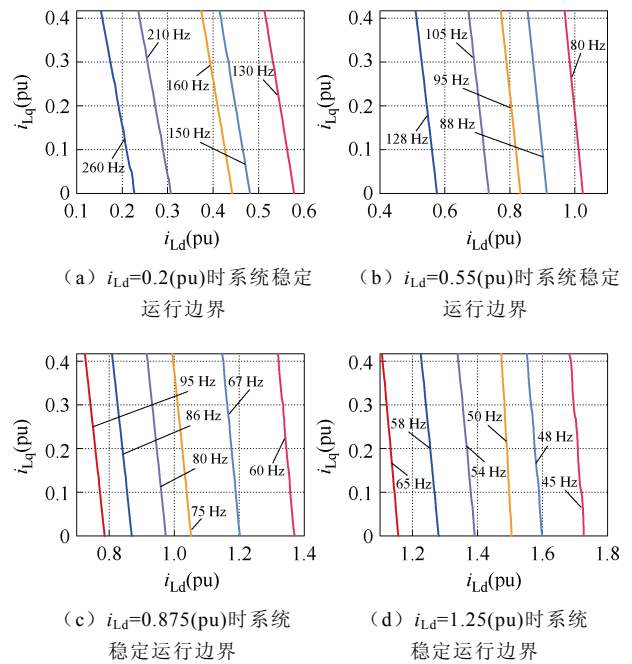 0.4
0.3
0.2
0.1
0
i_Lq(pu)
210 Hz
160 Hz
130 Hz
150 Hz
260 Hz
0.1 0.2 0.3 0.4 0.5 0.6
i_Ld(pu)
(a) i_Ld=0.2(pu)时系统稳定
运行边界
0.4
0.3
0.2
0.1
0
i_Lq(pu)
105 Hz
80 Hz
95 Hz
128 Hz
88 Hz
0.4 0.6 0.8 1.0
i_Ld(pu)
(b) i_Ld=0.55(pu)时系统稳定
运行边界
0.4
0.3
0.2
0.1
0
i_Lq(pu)
95 Hz
67 Hz
86 Hz
80 Hz
60 Hz
75 Hz
0.8 1.0 1.2 1.4
i_Ld(pu)
(c) i_Ld=0.875(pu)时系统
稳定运行边界
0.4
0.3
0.2
0.1
0
i_Lq(pu)
58 Hz
50 Hz
48 Hz
65 Hz
54 Hz
45 Hz
1.2 1.4 1.6 1.8
i_Ld(pu)
(d) i_Ld=1.25(pu)时系统
稳定运行边界